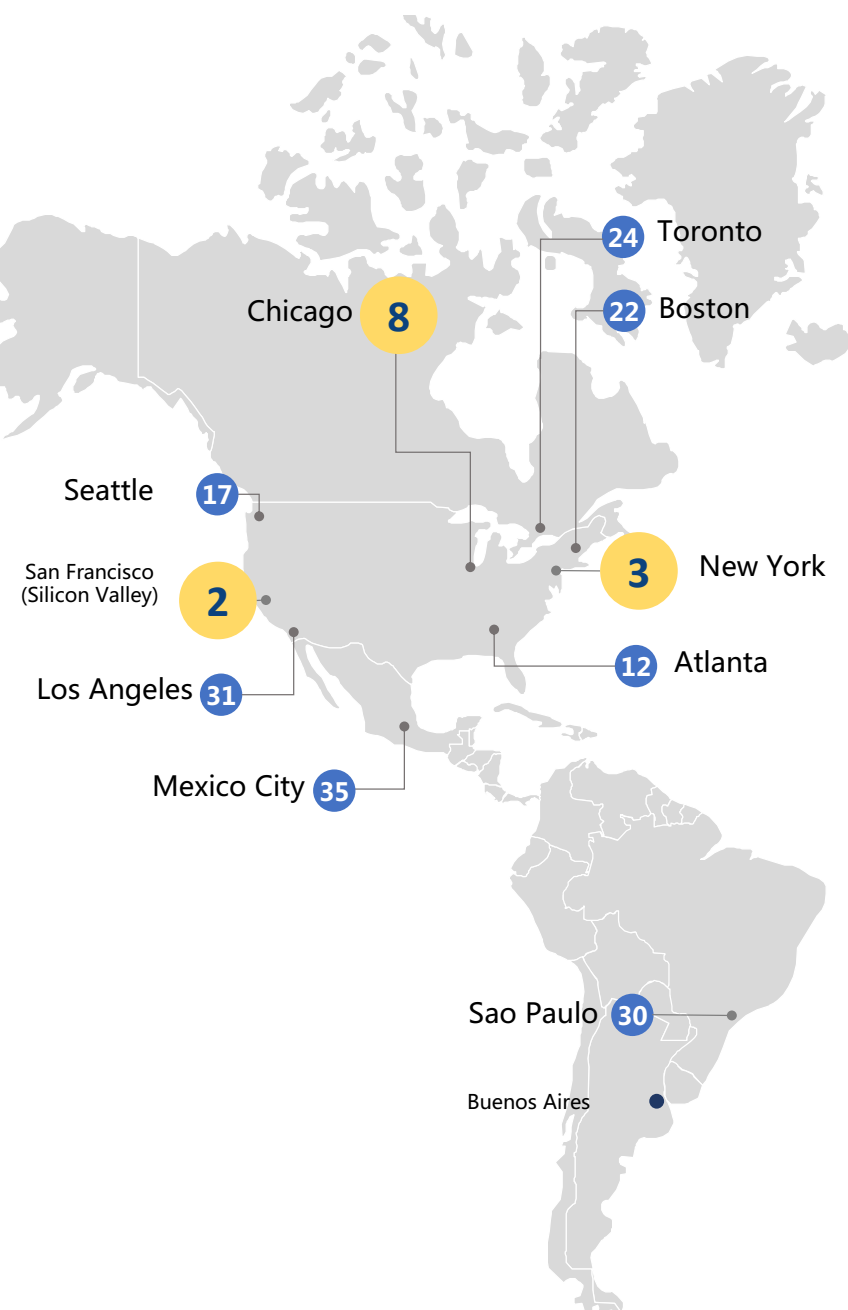 24 Toronto
Chicago 8
22 Boston
Seattle 17
San Francisco
(Silicon Valley)
2
3 New York
12 Atlanta
Los Angeles 31
Mexico City 35
Sao Paulo 30
Buenos Aires